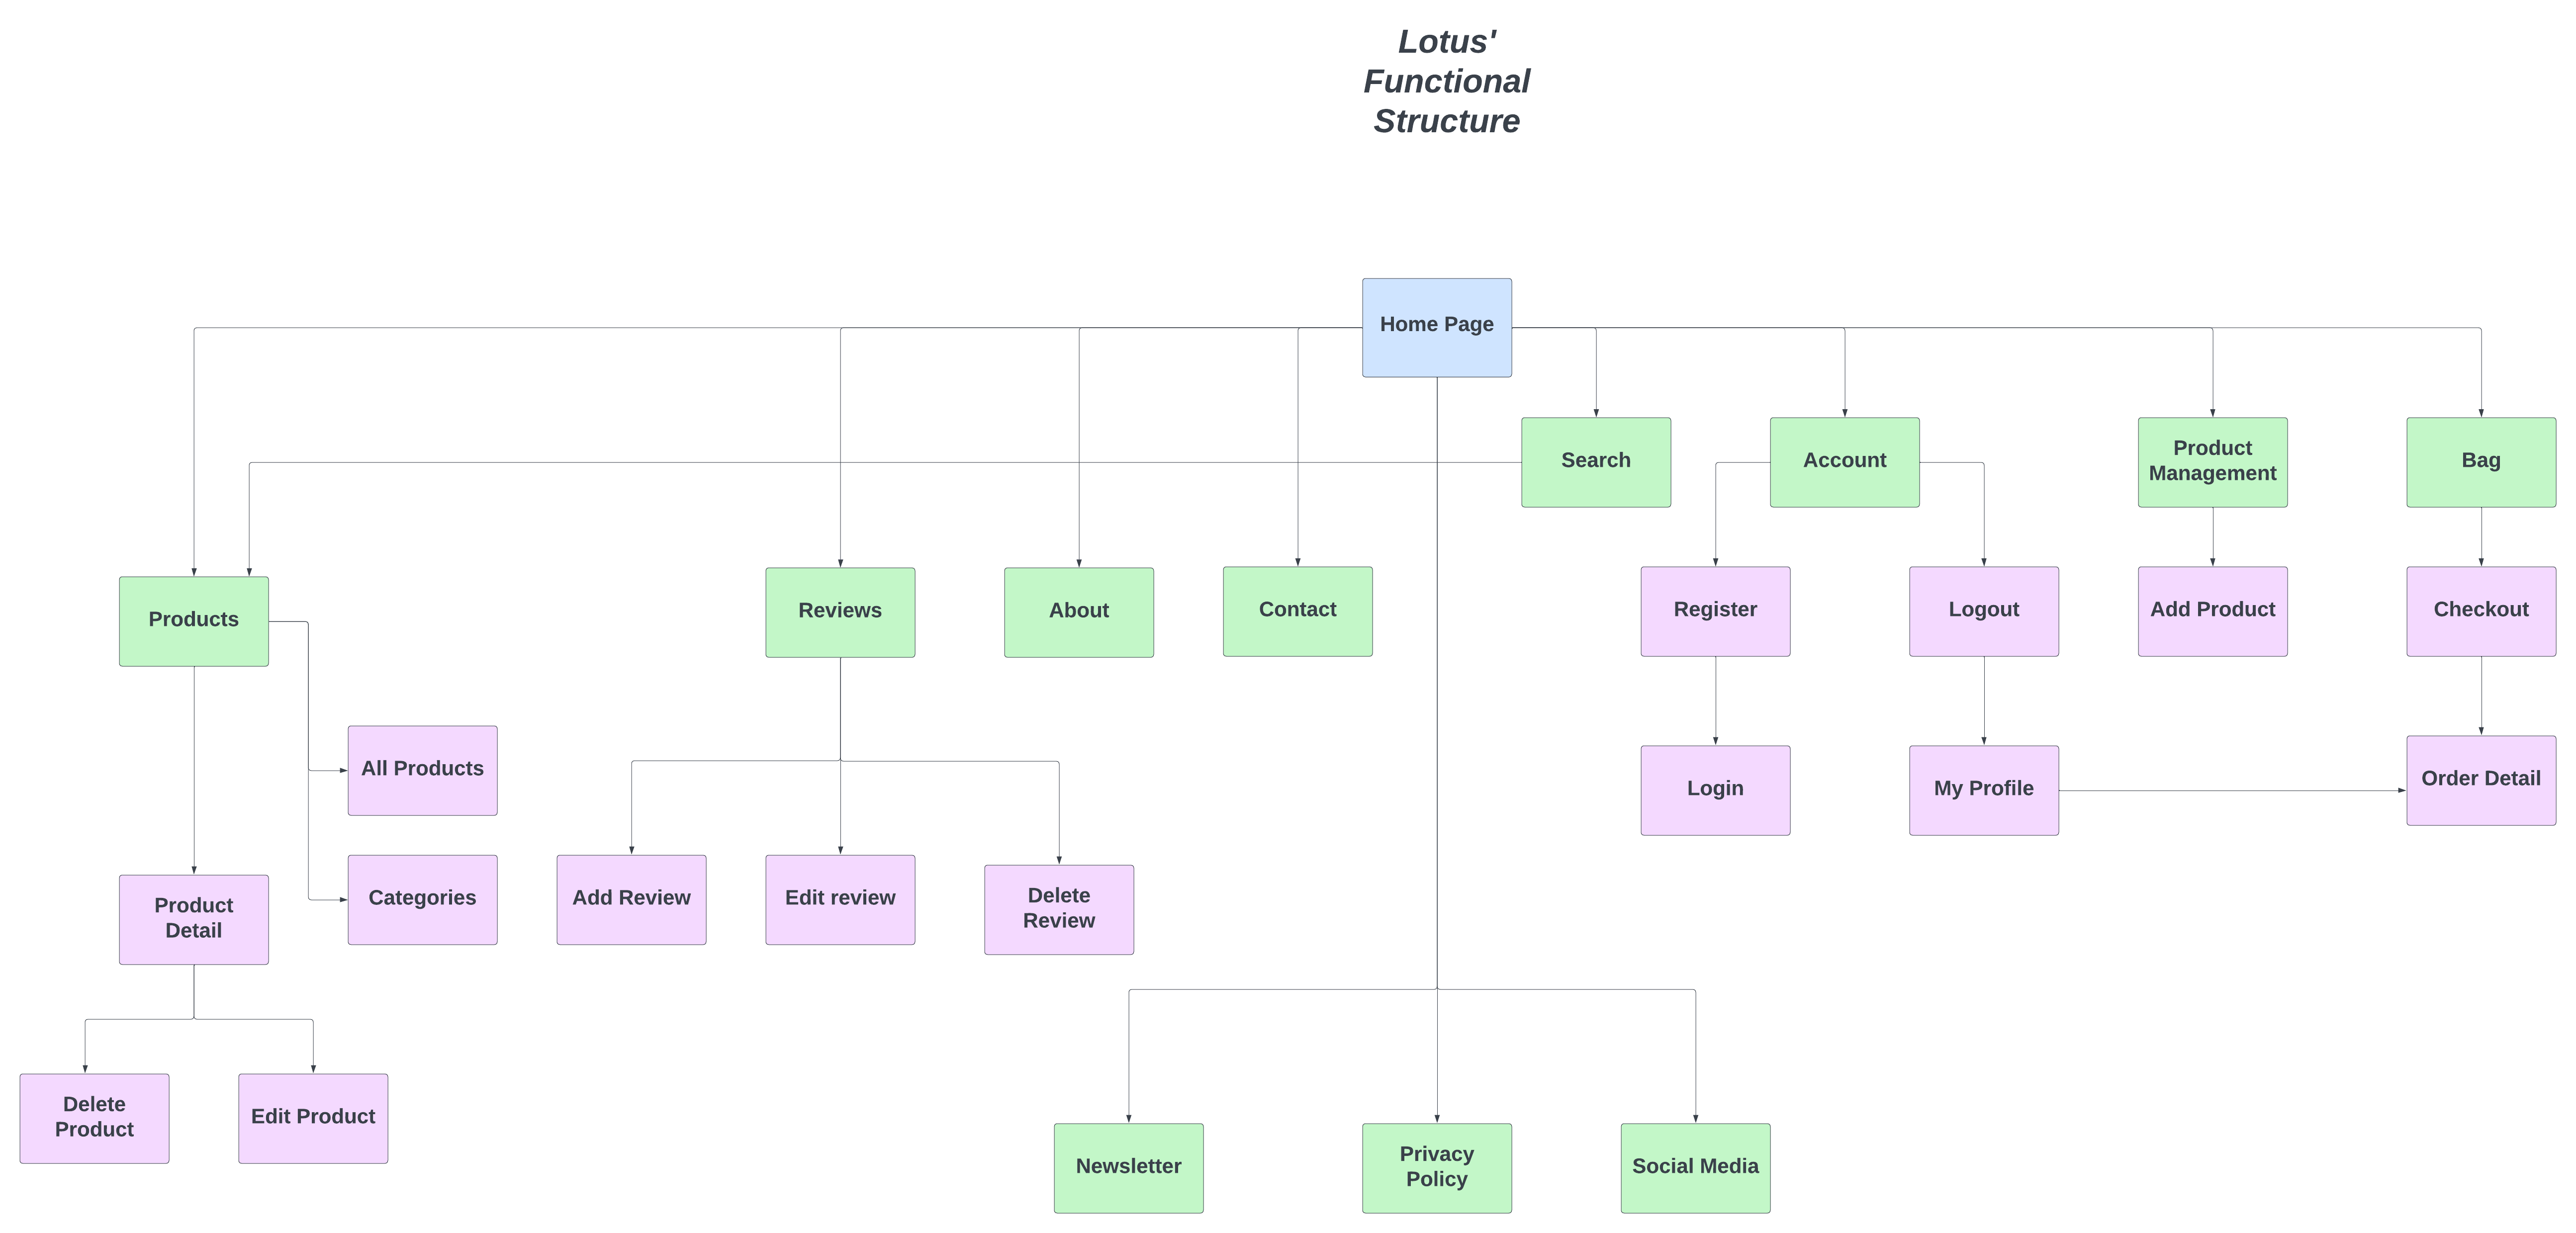 Lotus'
Functional
Structure
Home Page
Search
Account
Product
Management
Bag
Products
Reviews
About
Contact
Register
Logout
Add Product
Checkout
All Products
Login
My Profile
Order Detail
Categories
Product
Detail
Add Review
Edit review
Delete
Review
Delete
Product
Edit Product
Newsletter
Privacy
Policy
Social Media